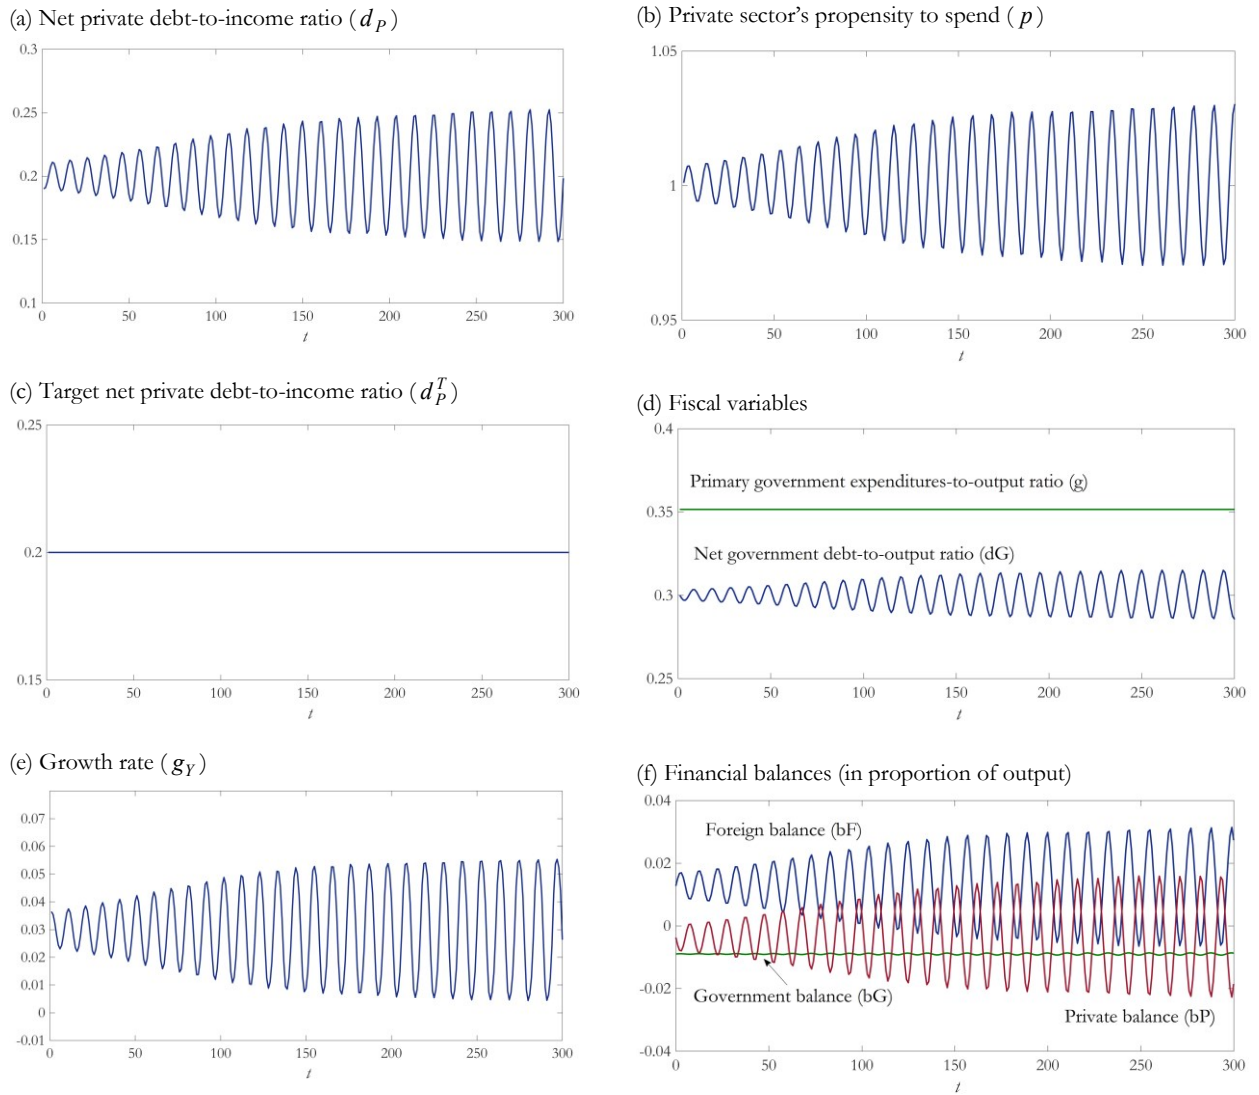 (a) Net private debt-to-income ratio ( d_P )
0.3
0.25
0.2
0.15
0.1
0 50 100 150 200 250 300
t
(b) Private sector's propensity to spend ( p )
1.05
1
0.95
0 50 100 150 200 250 300
t
(c) Target net private debt-to-income ratio ( d_P^T )
0.25
0.2
0.15
0 50 100 150 200 250 300
t
(d) Fiscal variables
0.4
Primary government expenditures-to-output ratio (g)
0.35
Net government debt-to-output ratio (dG)
0.3
0.25
0 50 100 150 200 250 300
t
(e) Growth rate ( g_Y )
0.07
0.06
0.05
0.04
0.03
0.02
0.01
0
-0.01
0 50 100 150 200 250 300
t
(f) Financial balances (in proportion of output)
0.04
Foreign balance (bF)
0.02
0
-0.02
Government balance (bG)
Private balance (bP)
-0.04
0 50 100 150 200 250 300
t